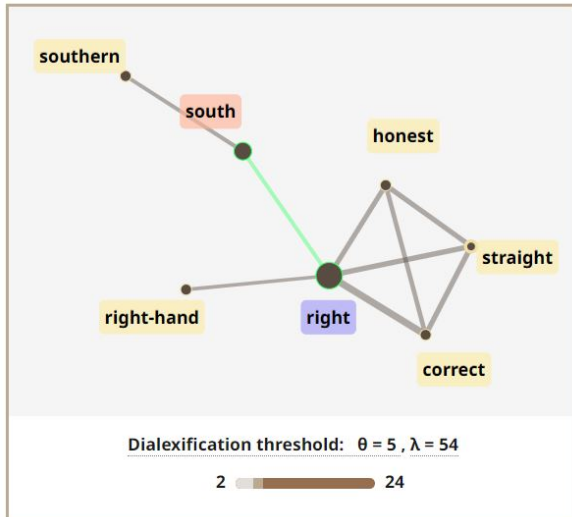 southern
south
honest
straight
right-hand
right
correct
Dialexification threshold: θ = 5 , λ = 54
2 24